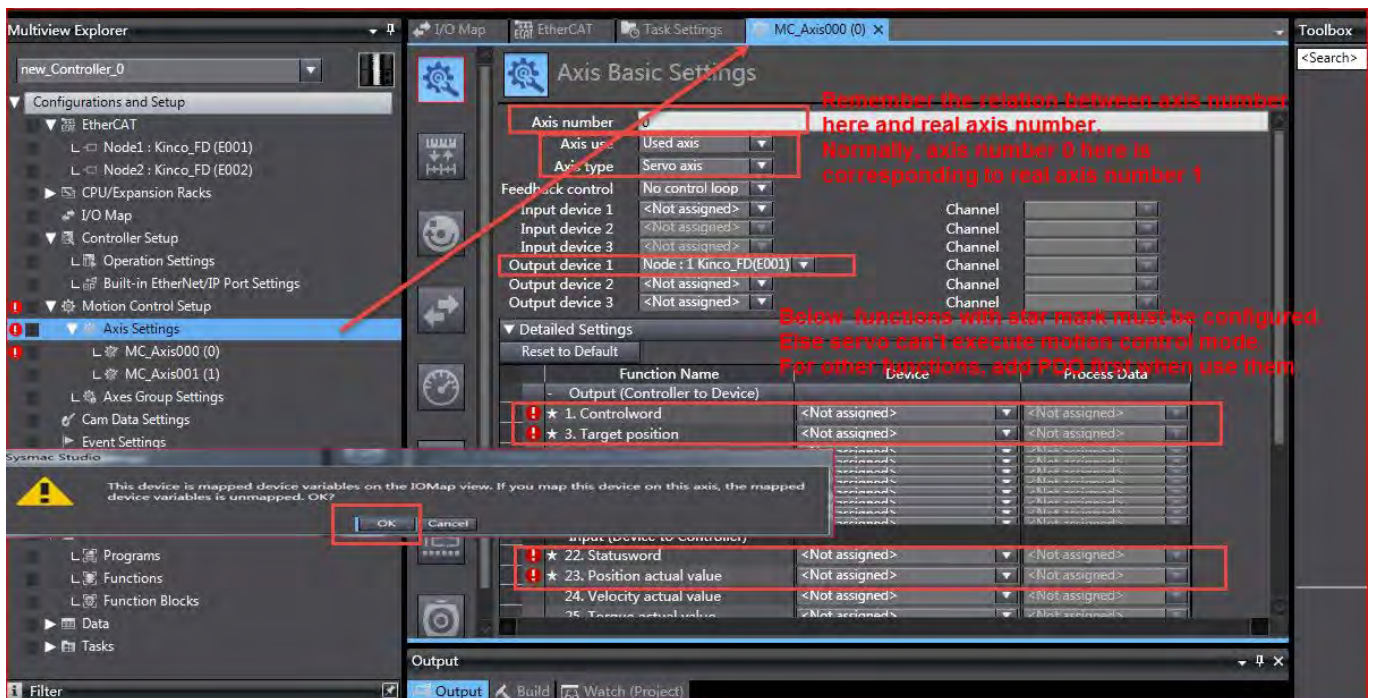 Multiview Explorer
new_Controller_0
Configurations and Setup
EtherCAT
Node1 : Kinco_FD (E001)
Node2 : Kinco_FD (E002)
CPU/Expansion Racks
I/O Map
Controller Setup
Operation Settings
Built-in EtherNet/IP Port Settings
Motion Control Setup
Axis Settings
MC_Axis000 (0)
MC_Axis001 (1)
Axes Group Settings
Cam Data Settings
Event Settings
Sysmac Studio
This device is mapped device variables on the IOMap view. If you map this device on this axis, the mapped
device variables is unmapped. OK?
OK Cancel
Programs
Functions
Function Blocks
Data
Tasks
Filter
I/O Map EtherCAT Task Settings MC_Axis000 (0)
Axis Basic Settings
Remember the relation between axis number
here and real axis number.
Normally, axis number 0 here is
corresponding to real axis number 1
Axis number 0
Axis use Used axis
Axis type Servo axis
Feedback control No control loop
Input device 1 <Not assigned> Channel
Input device 2 <Not assigned> Channel
Input device 3 <Not assigned> Channel
Output device 1 Node : 1 Kinco_FD(E001) Channel
Output device 2 <Not assigned> Channel
Output device 3 <Not assigned> Channel
Below functions with star mark must be configured.
Else servo can't execute motion control mode.
For other functions, add PDO first when use them
Detailed Settings
Reset to Default
Function Name Device Process Data
- Output (Controller to Device)
★ 1. Controlword <Not assigned> <Not assigned>
★ 3. Target position <Not assigned> <Not assigned>
Input (Device to Controller)
★ 22. Statusword <Not assigned> <Not assigned>
★ 23. Position actual value <Not assigned> <Not assigned>
24. Velocity actual value <Not assigned> <Not assigned>
25. Torque actual value <Not assigned> <Not assigned>
Output
Output Build Watch (Project)
Toolbox
<Search>